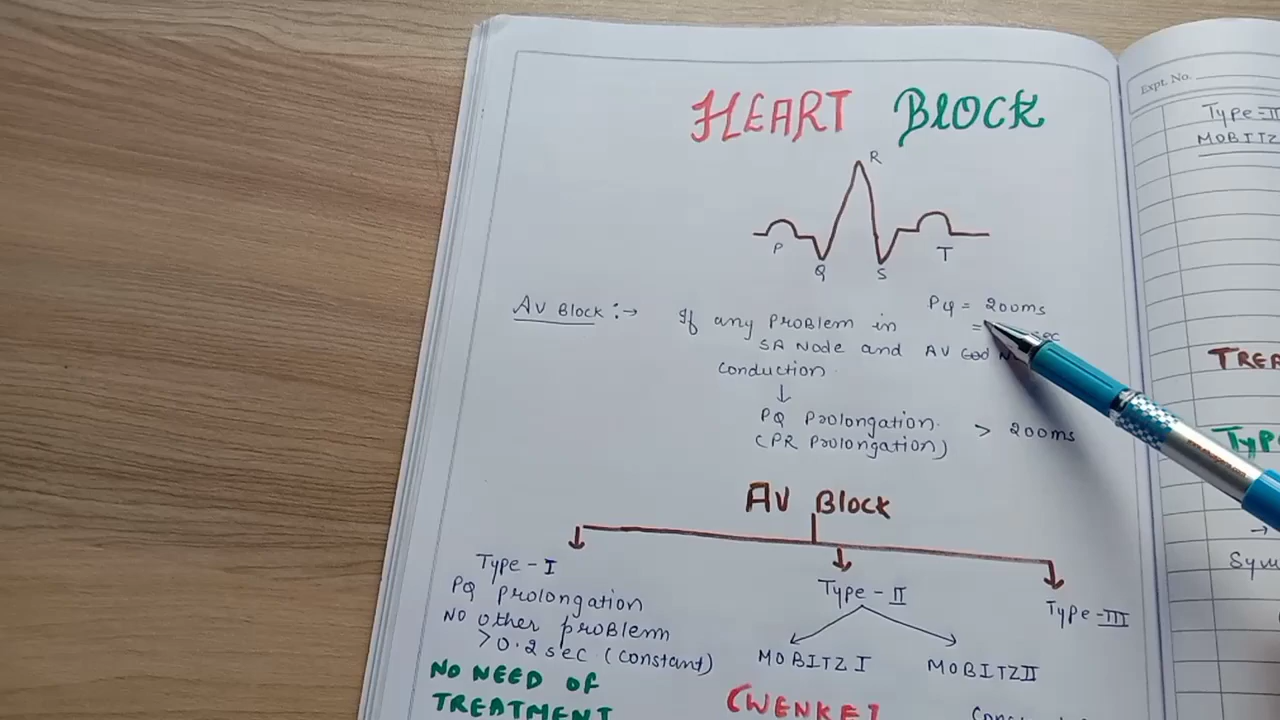 HEART BLOCK
R
P
T
Q
S
PQ = 200ms
= sec
AV Block :→ If any Problem in
SA Node and AV
conduction.
↓
PQ Prolongation.
(PR Prolongation) > 200ms
AV Block
Type - I
PQ Prolongation
NO other problem
>0.2 sec (constant)
NO NEED OF
TREATMENT
Type - II
MOBITZ I
MOBITZ II
(WENKEI
Type - III
Expt. No.
Type - II
MOBITZ
TREA
TYP
→
Sym